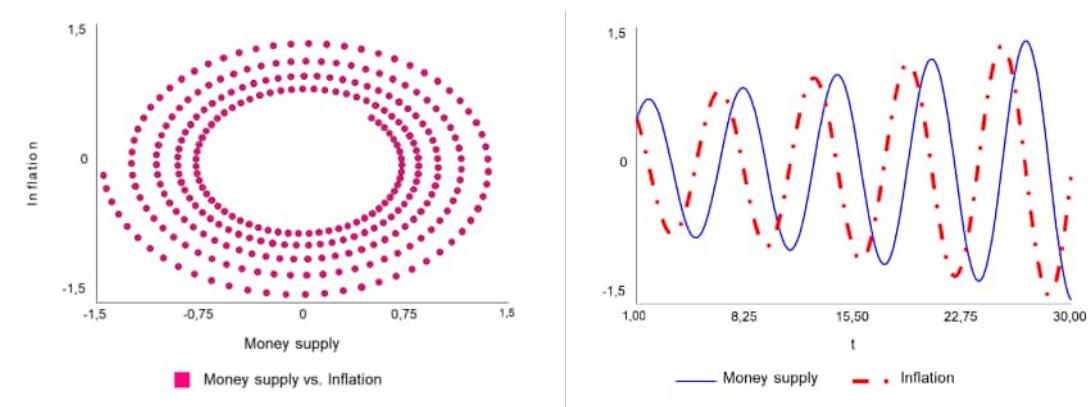 1,5
Inflation
0
-1,5
-1,5 -0,75 0 0,75 1,5
Money supply
Money supply vs. Inflation
1,5
0
-1,5
1,00 8,25 15,50 22,75 30,00
t
Money supply Inflation